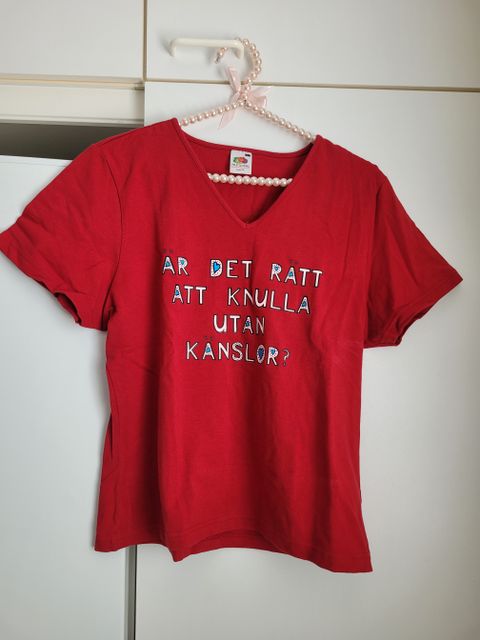 ÄR DET RÄTT
ATT KNULLA
UTAN
KÄNSLOR?